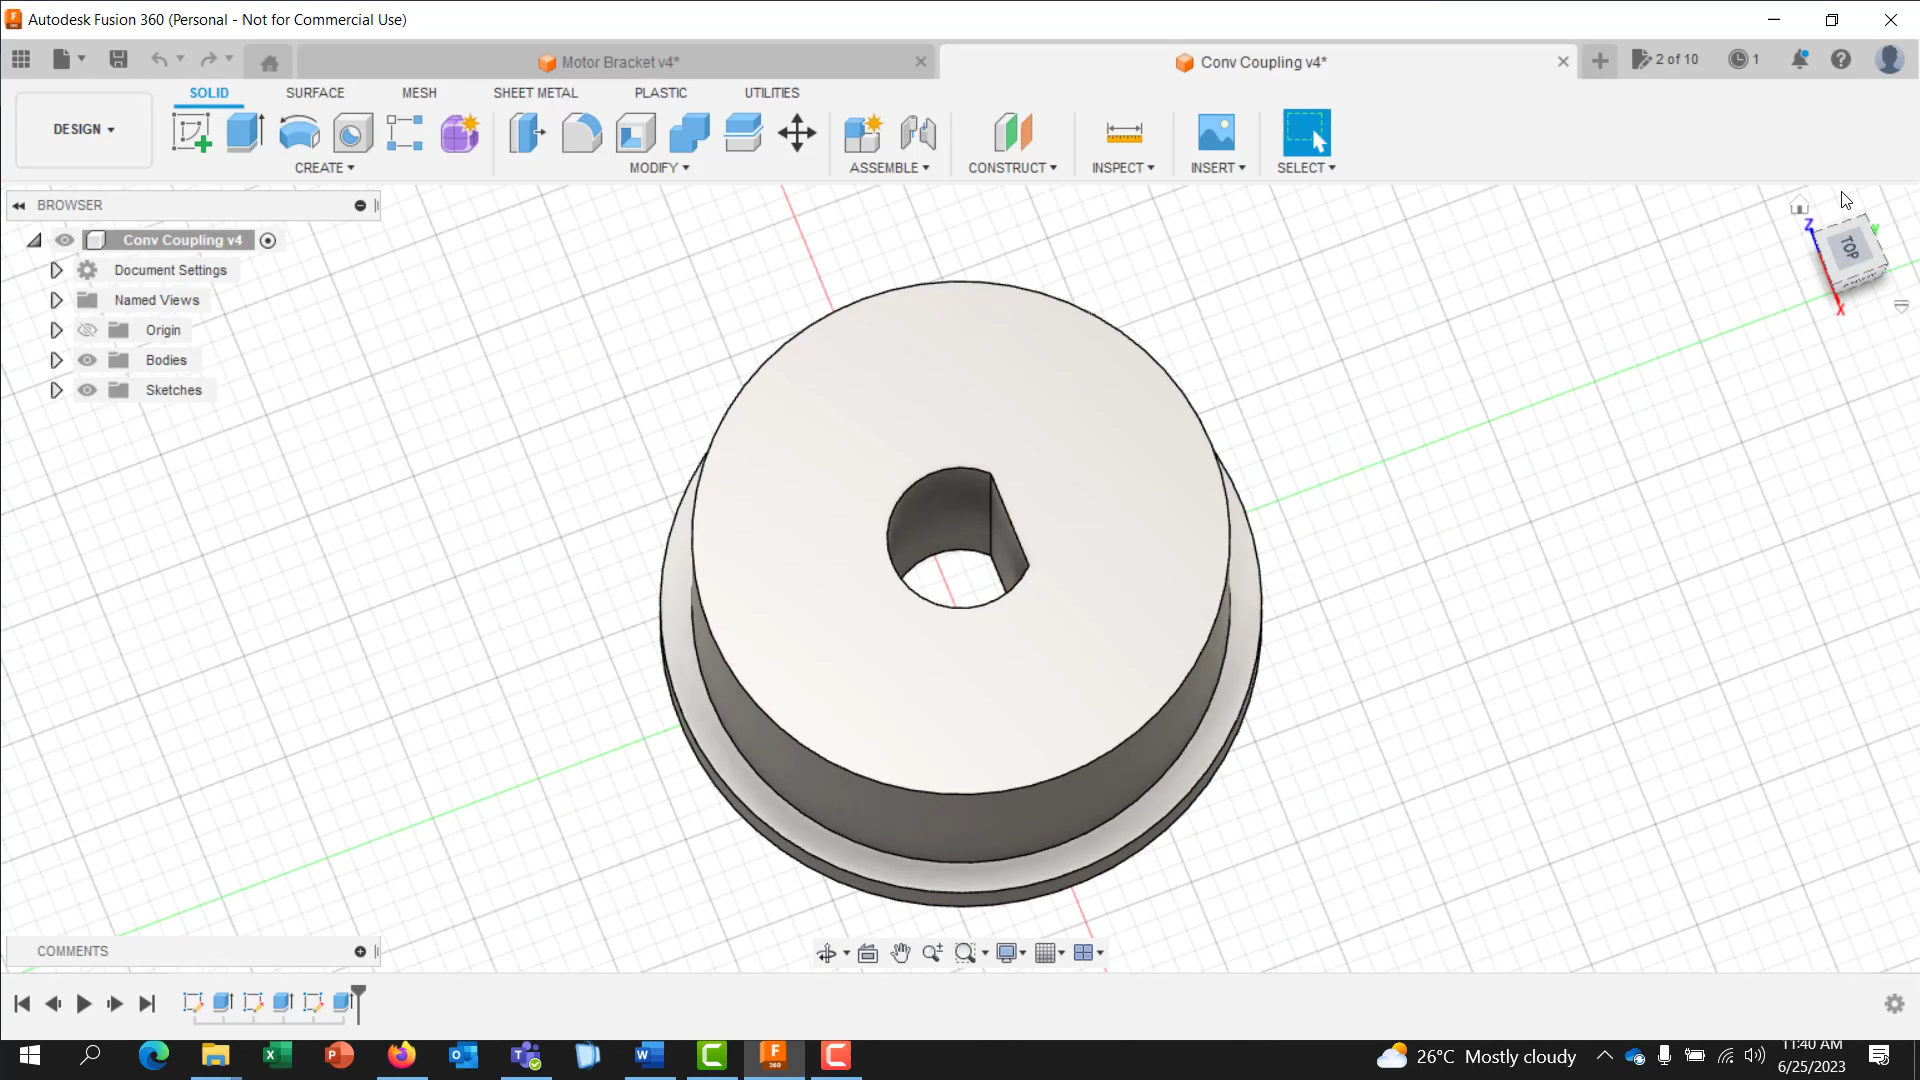 Autodesk Fusion 360 (Personal - Not for Commercial Use)
Motor Bracket v4*
Conv Coupling v4*
2 of 10
1
DESIGN
SOLID
SURFACE
MESH
SHEET METAL
PLASTIC
UTILITIES
CREATE
MODIFY
ASSEMBLE
CONSTRUCT
INSPECT
INSERT
SELECT
BROWSER
Conv Coupling v4
Document Settings
Named Views
Origin
Bodies
Sketches
Z
Y
TOP
X
COMMENTS
26°C Mostly cloudy
11:40 AM
6/25/2023